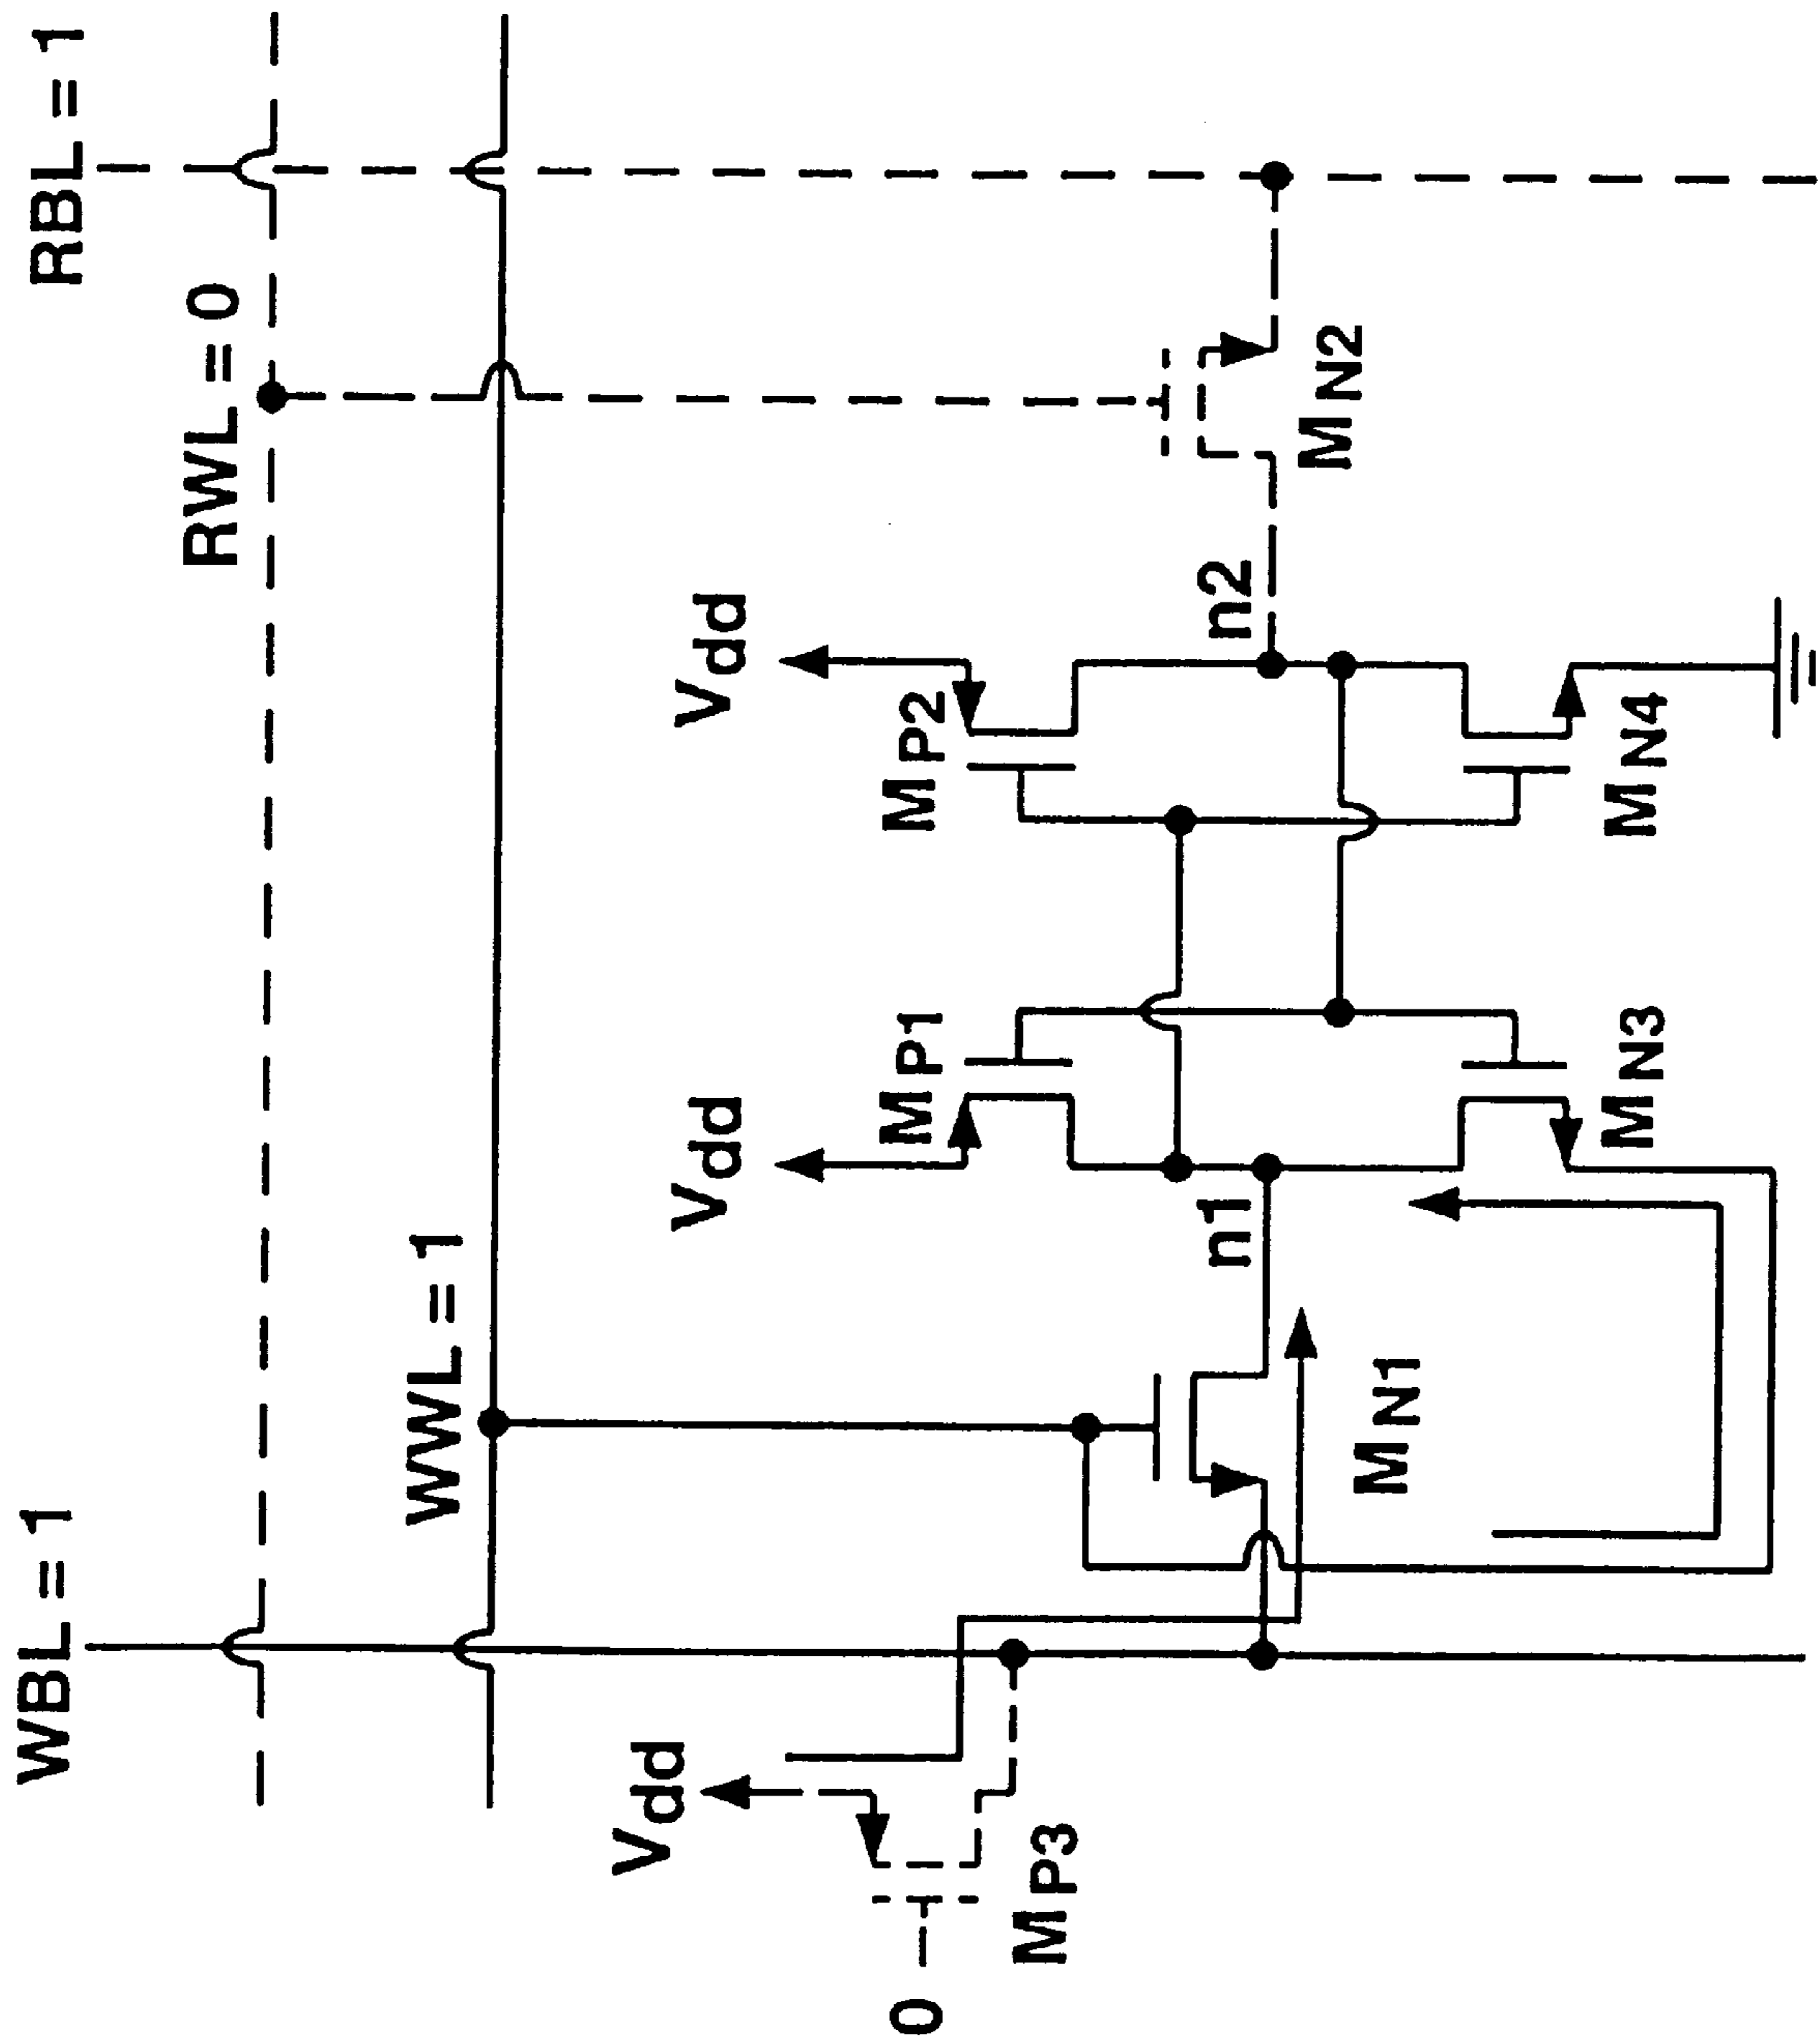 WBL = 1
RBL = 1
RWL = 0
WWL = 1
Vdd
Vdd
Vdd
MP1
MP2
0
MP3
n1
n2
MN1
MN2
MN3
MN4